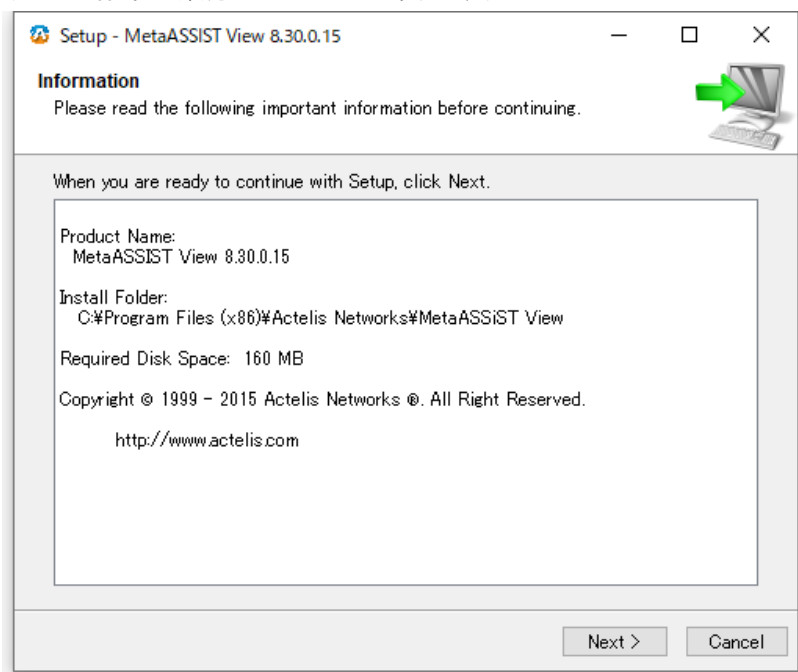 Setup - MetaASSIST View 8.30.0.15
Information
Please read the following important information before continuing.
When you are ready to continue with Setup, click Next.
Product Name:
MetaASSIST View 8.30.0.15
Install Folder:
C:¥Program Files (x86)¥Actelis Networks¥MetaASSiST View
Required Disk Space: 160 MB
Copyright © 1999 - 2015 Actelis Networks ®. All Right Reserved.
http://www.actelis.com
Next >
Cancel